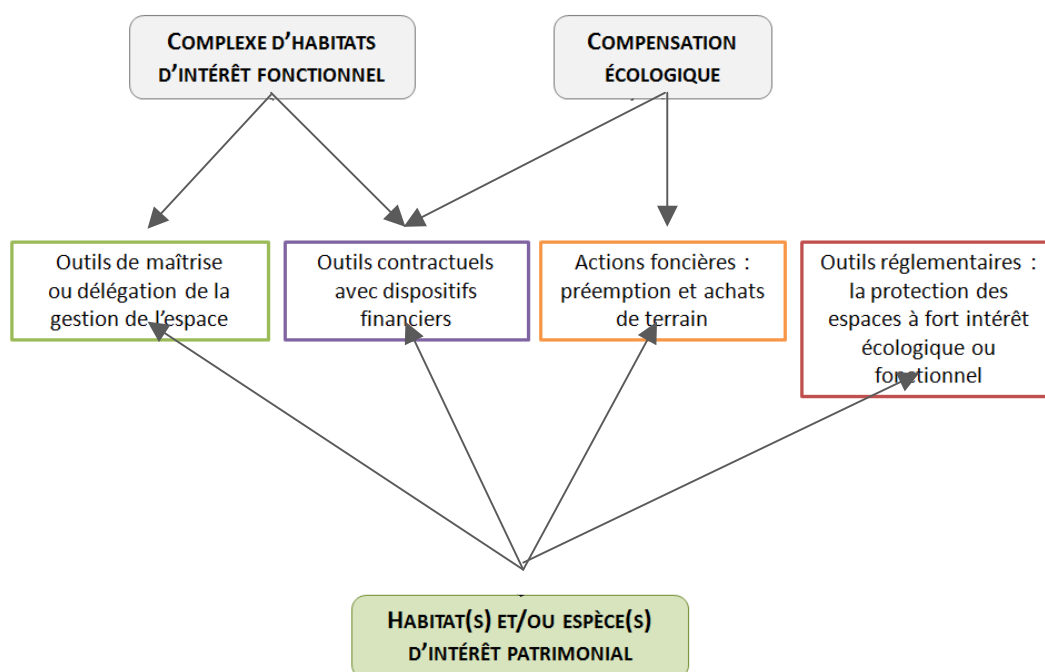 COMPLEXE D'HABITATS
D'INTÉRÊT FONCTIONNEL
COMPENSATION
ÉCOLOGIQUE
Outils de maîtrise
ou délégation de la
gestion de l'espace
Outils contractuels
avec dispositifs
financiers
Actions foncières :
préemption et achats
de terrain
Outils réglementaires :
la protection des
espaces à fort intérêt
écologique ou
fonctionnel
HABITAT(S) ET/OU ESPÈCE(S)
D'INTÉRÊT PATRIMONIAL